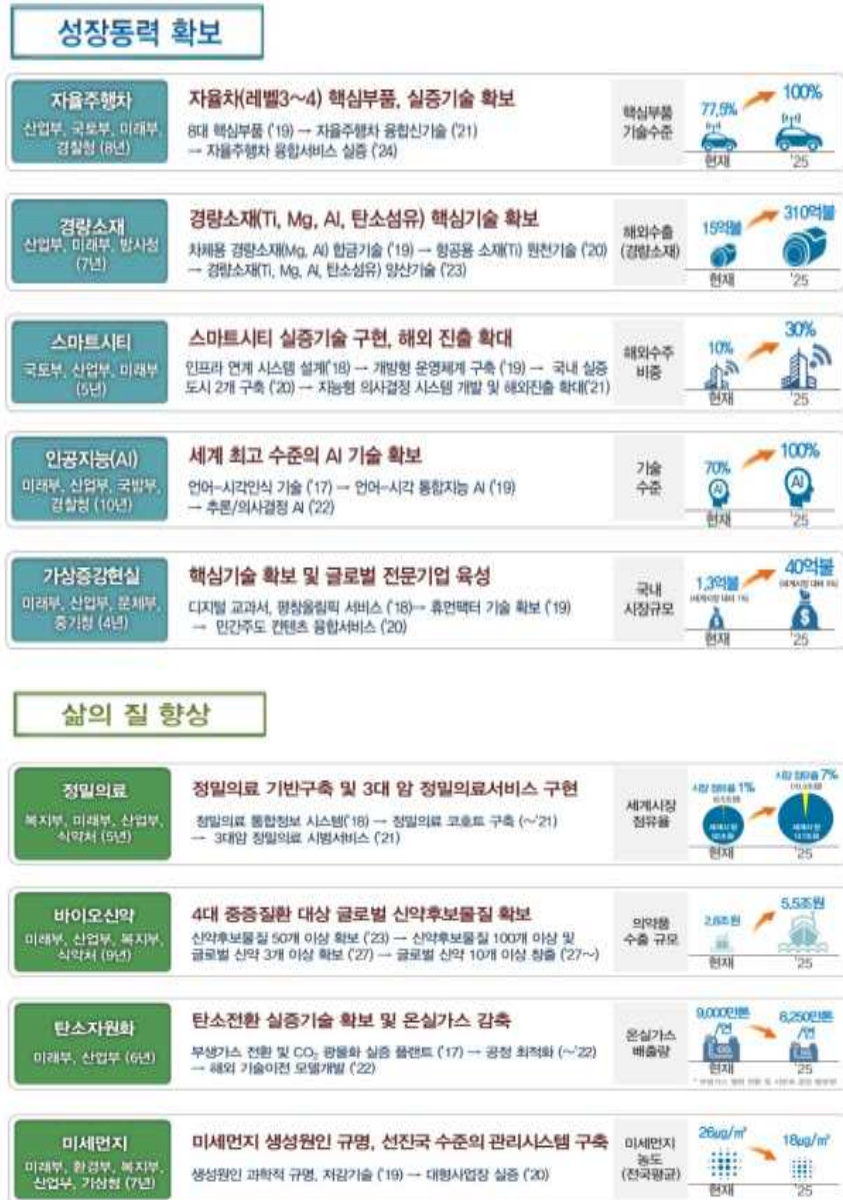 성장동력 확보
자율주행차
산업부, 국토부, 미래부,
경찰청 (8년)
자율차(레벨3~4) 핵심부품, 실증기술 확보
8대 핵심부품 ('19) → 자율주행차 융합신기술 ('21)
→ 자율주행차 융합서비스 실증 ('24)
핵심부품
기술수준
77.5%
100%
현재
'25
경량소재
산업부, 미래부, 방사청
(7년)
경량소재(Ti, Mg, Al, 탄소섬유) 핵심기술 확보
차체용 경량소재(Mg, Al) 합금기술 ('19) → 항공용 소재(Ti) 원천기술 ('20)
→ 경량소재(Ti, Mg, Al, 탄소섬유) 양산기술 ('23)
해외수출
(경량소재)
15억불
310억불
현재
'25
스마트시티
국토부, 산업부, 미래부
(5년)
스마트시티 실증기술 구현, 해외 진출 확대
인프라 연계 시스템 설계('18) → 개방형 운영체계 구축 ('19) → 국내 실증
도시 2개 구축 ('20) → 지능형 의사결정 시스템 개발 및 해외진출 확대('21)
해외수주
비중
10%
30%
현재
'25
인공지능(AI)
미래부, 산업부, 국방부,
경찰청 (10년)
세계 최고 수준의 AI 기술 확보
언어-시각인식 기술 ('17) → 언어-시각 통합지능 AI ('19)
→ 추론/의사결정 AI ('22)
기술
수준
70%
100%
AI
AI
현재
'25
가상증강현실
미래부, 산업부, 문체부,
중기청 (4년)
핵심기술 확보 및 글로벌 전문기업 육성
디지털 교과서, 평창올림픽 서비스 ('18)→ 휴먼팩터 기술 확보 ('19)
→ 민간주도 컨텐츠 융합서비스 ('20)
국내
시장규모
1.3억불
40억불
현재
'25
삶의 질 향상
정밀의료
복지부, 미래부, 산업부,
식약처 (5년)
정밀의료 기반구축 및 3대 암 정밀의료서비스 구현
정밀의료 통합정보 시스템('18) → 정밀의료 코호트 구축 (~'21)
→ 3대암 정밀의료 시범서비스 ('21)
세계시장
점유율
시장 점유율 1%
시장 점유율 7%
세계시장
세계시장
현재
'25
바이오신약
미래부, 산업부, 복지부,
식약처 (9년)
4대 중증질환 대상 글로벌 신약후보물질 확보
신약후보물질 50개 이상 확보 ('23) → 신약후보물질 100개 이상 및
글로벌 신약 3개 이상 확보 ('27) → 글로벌 신약 10개 이상 창출 ('27~)
의약품
수출 규모
5.5조원
현재
'25
탄소자원화
미래부, 산업부 (6년)
탄소전환 실증기술 확보 및 온실가스 감축
부생가스 전환 및 CO₂ 광물화 실증 플랜트 ('17) → 공정 최적화 (~'22)
→ 해외 기술이전 모델개발 ('22)
온실가스
배출량
9,000만톤
/연
8,250만톤
/연
현재
'25
미세먼지
미래부, 환경부, 복지부,
산업부, 기상청 (7년)
미세먼지 생성원인 규명, 선진국 수준의 관리시스템 구축
생성원인 과학적 규명, 저감기술 ('19) → 대형사업장 실증 ('20)
미세먼지
농도
(전국평균)
26ug/m³
18ug/m³
현재
'25